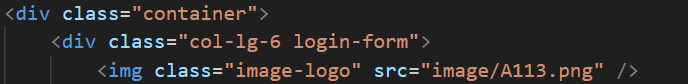 <div class="container">
<div class="col-lg-6 login-form">
<img class="image-logo" src="image/A113.png" />